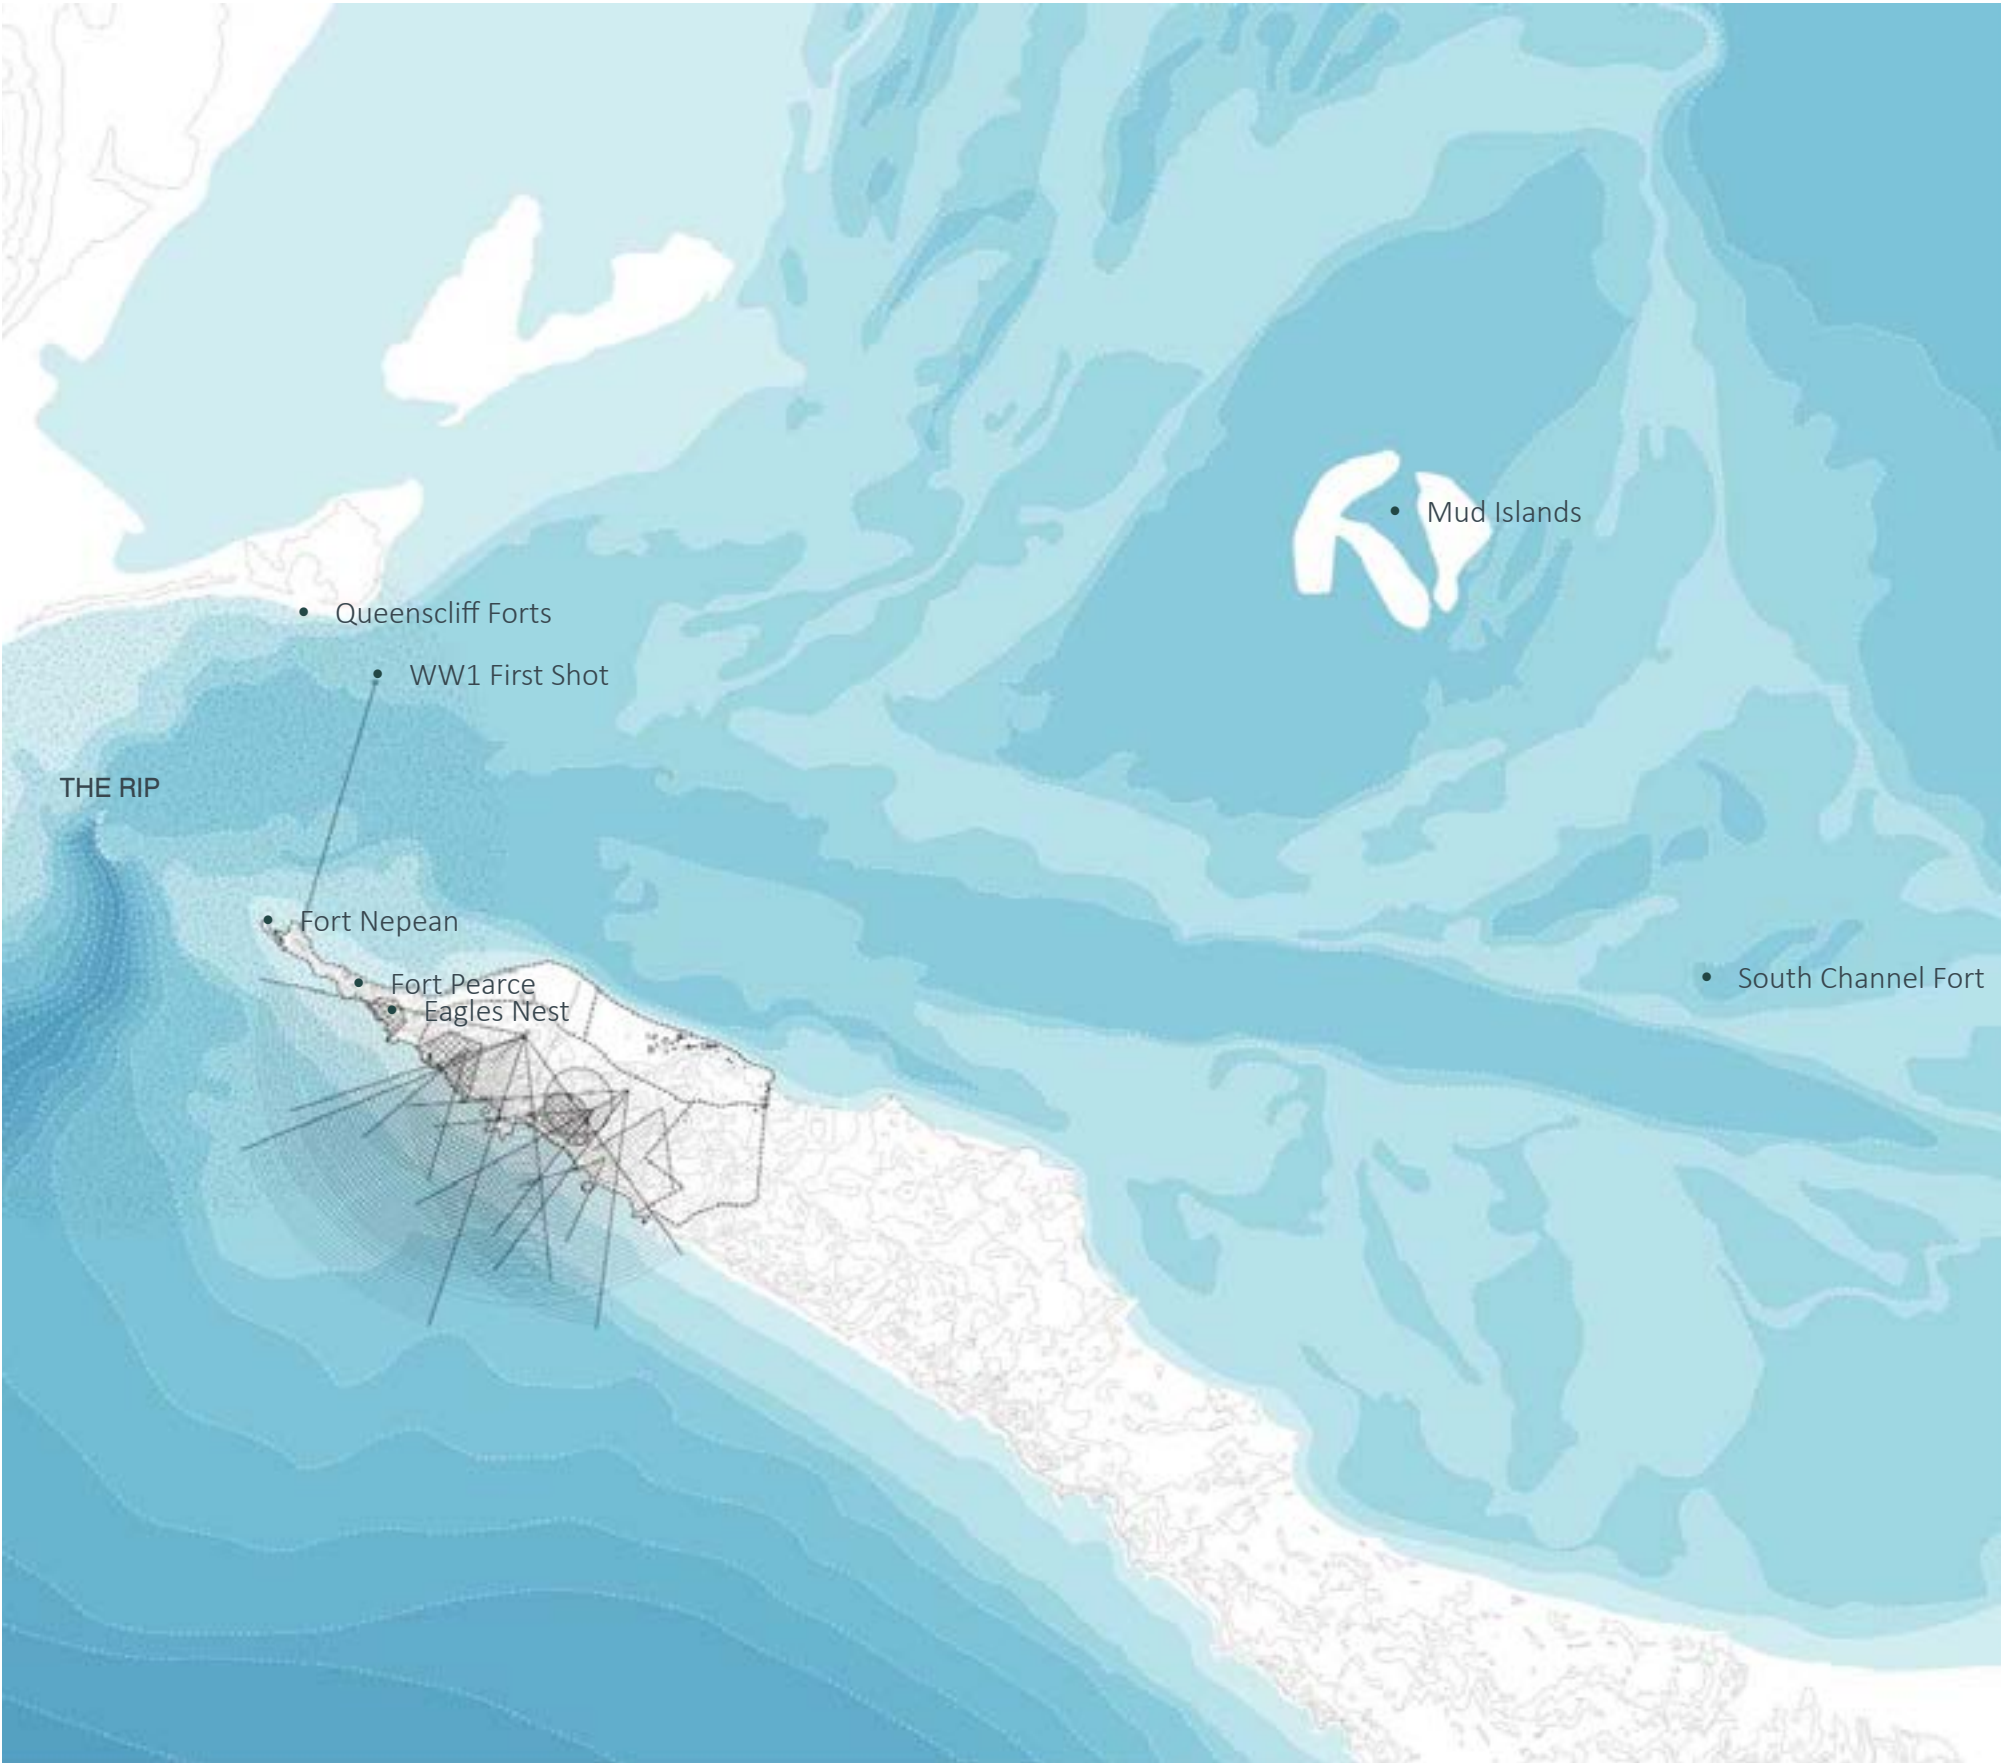 Mud Islands
Queenscliff Forts
WW1 First Shot
THE RIP
Fort Nepean
South Channel Fort
Fort Pearce
Eagles Nest